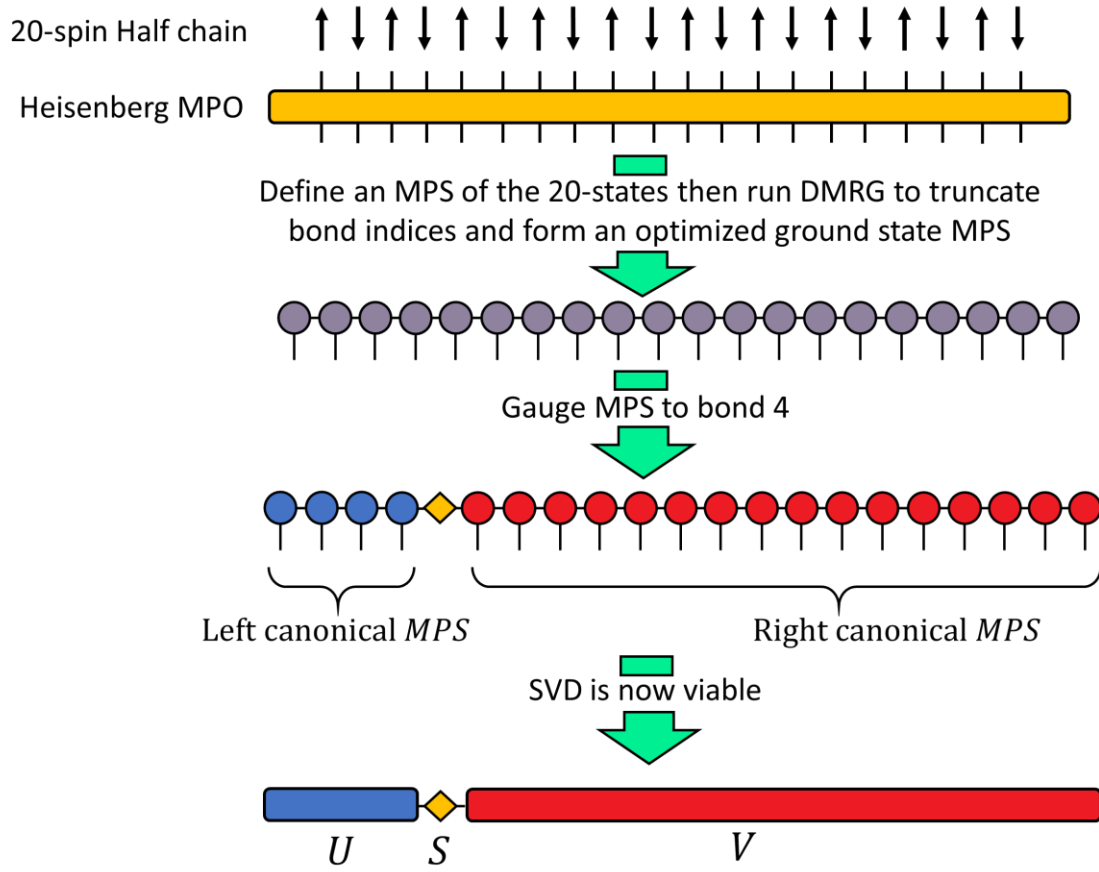 20-spin Half chain
Heisenberg MPO
Define an MPS of the 20-states then run DMRG to truncate
bond indices and form an optimized ground state MPS
Gauge MPS to bond 4
Left canonical MPS
Right canonical MPS
SVD is now viable
U
S
V